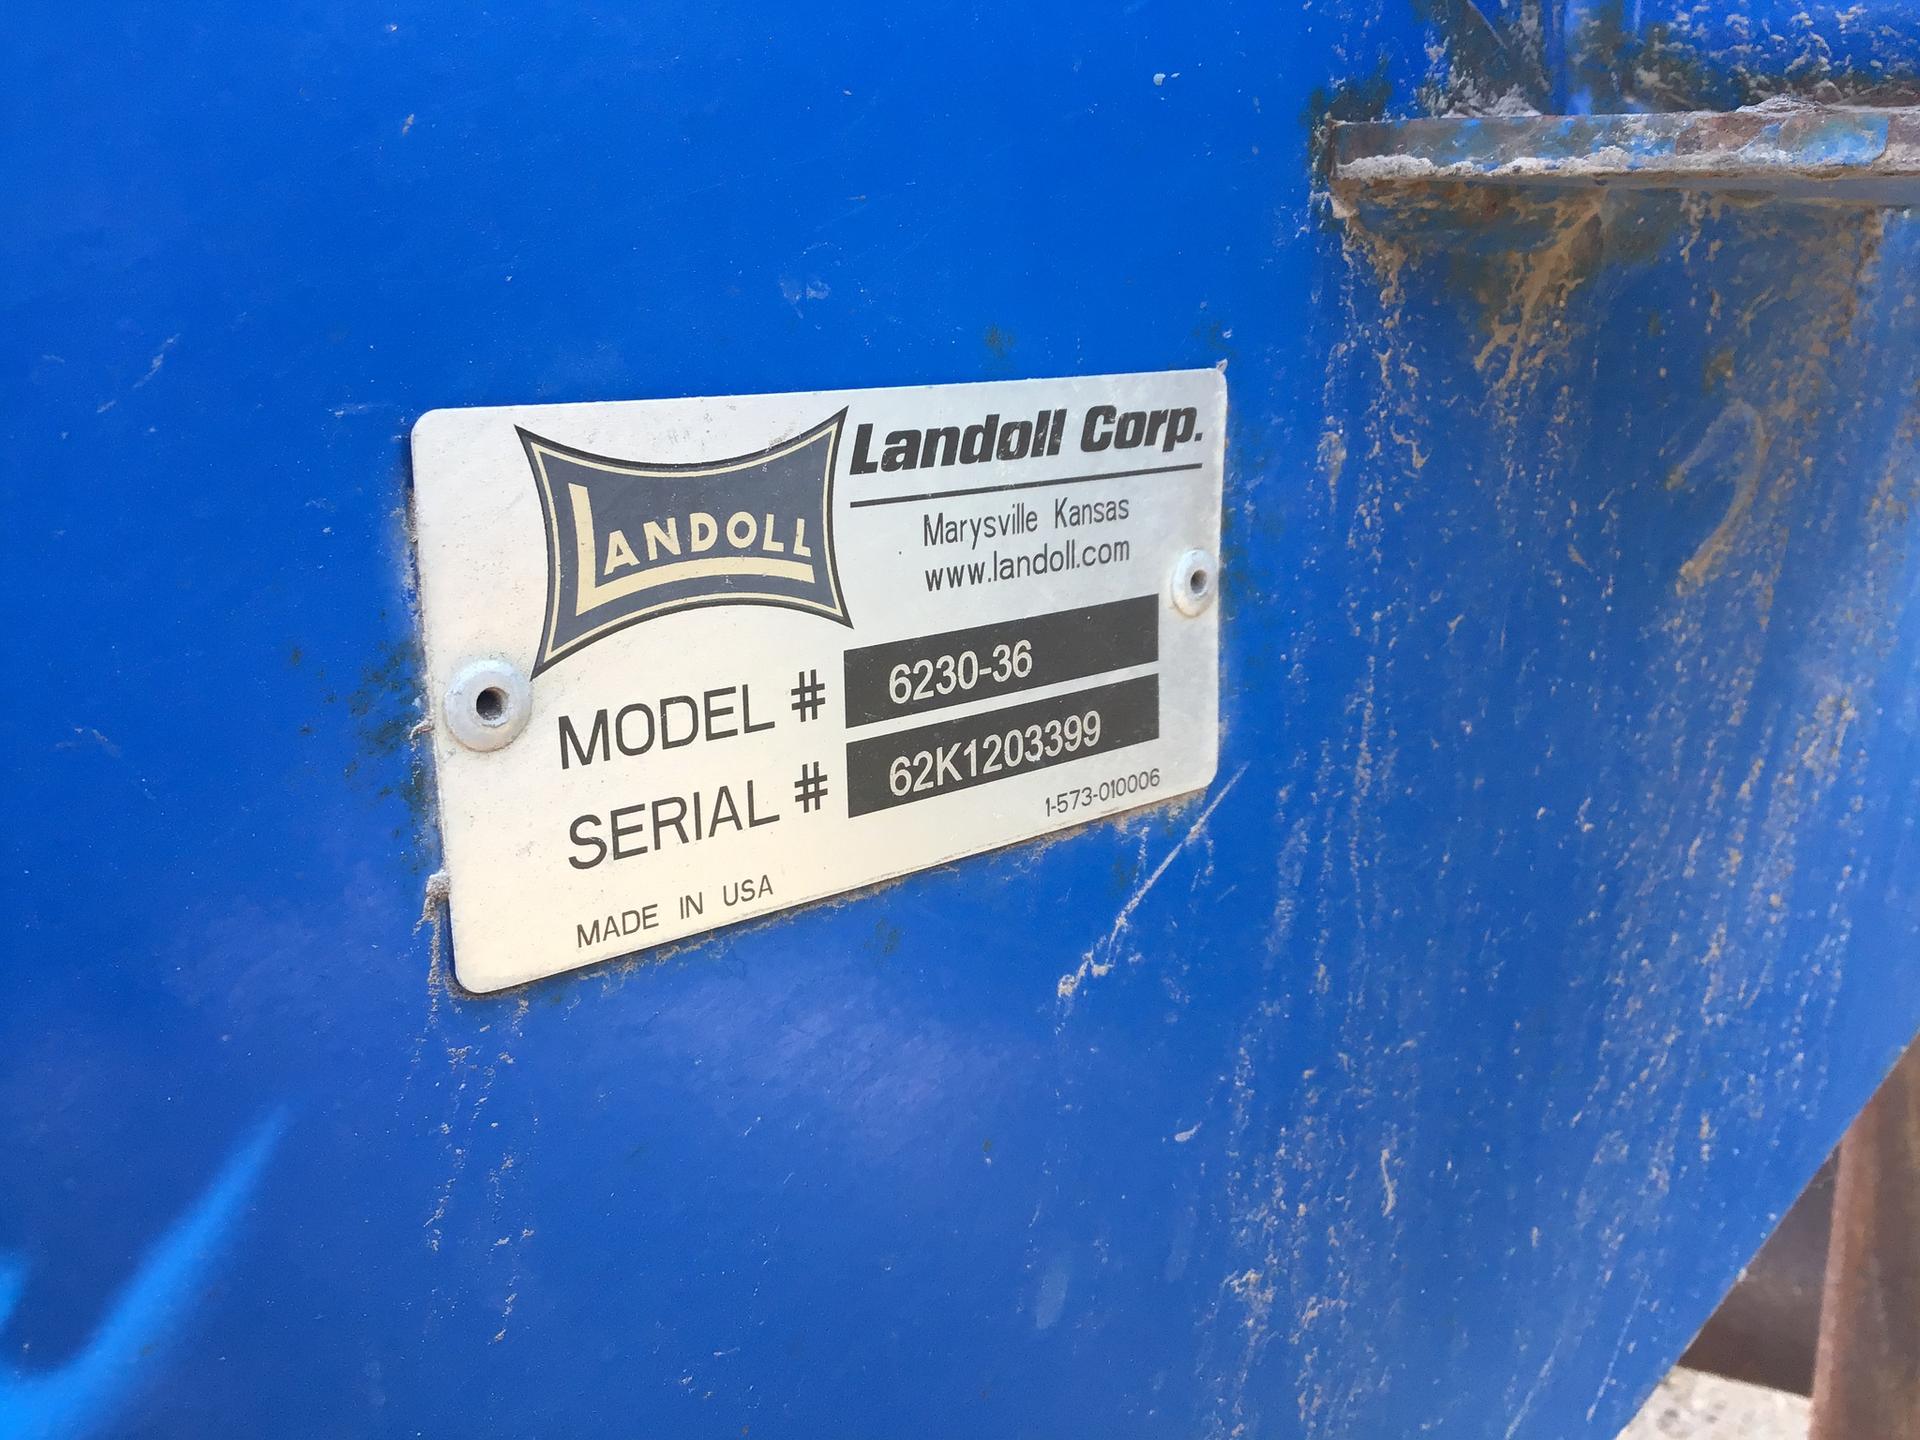 LANDOLL
Landoll Corp.
Marysville Kansas
www.landoll.com
MODEL # 6230-36
SERIAL # 62K1203399
1-573-010006
MADE IN USA